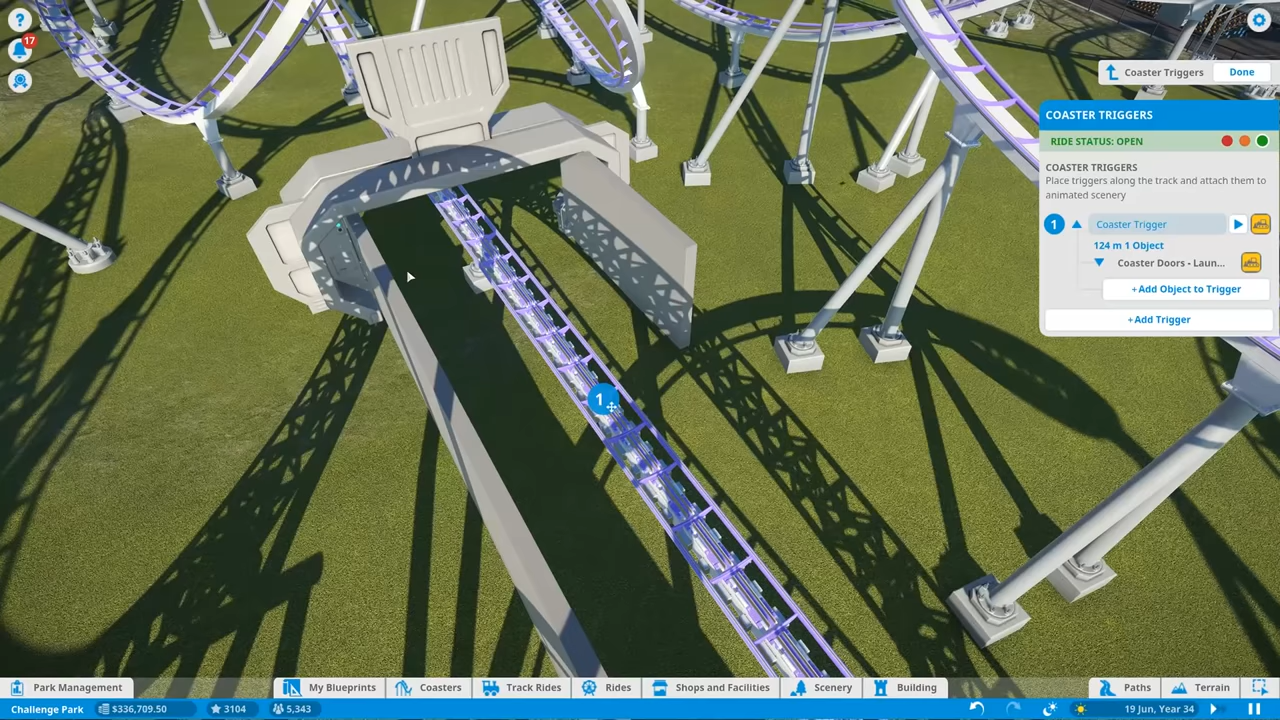 ?
17
Coaster Triggers
Done
COASTER TRIGGERS
RIDE STATUS: OPEN
COASTER TRIGGERS
Place triggers along the track and attach them to
animated scenery
1
Coaster Trigger
124 m 1 Object
Coaster Doors - Laun...
+Add Object to Trigger
+Add Trigger
1
Park Management
My Blueprints
Coasters
Track Rides
Rides
Shops and Facilities
Scenery
Building
Paths
Terrain
Challenge Park
$336,709.50
3104
5,343
19 Jun, Year 34